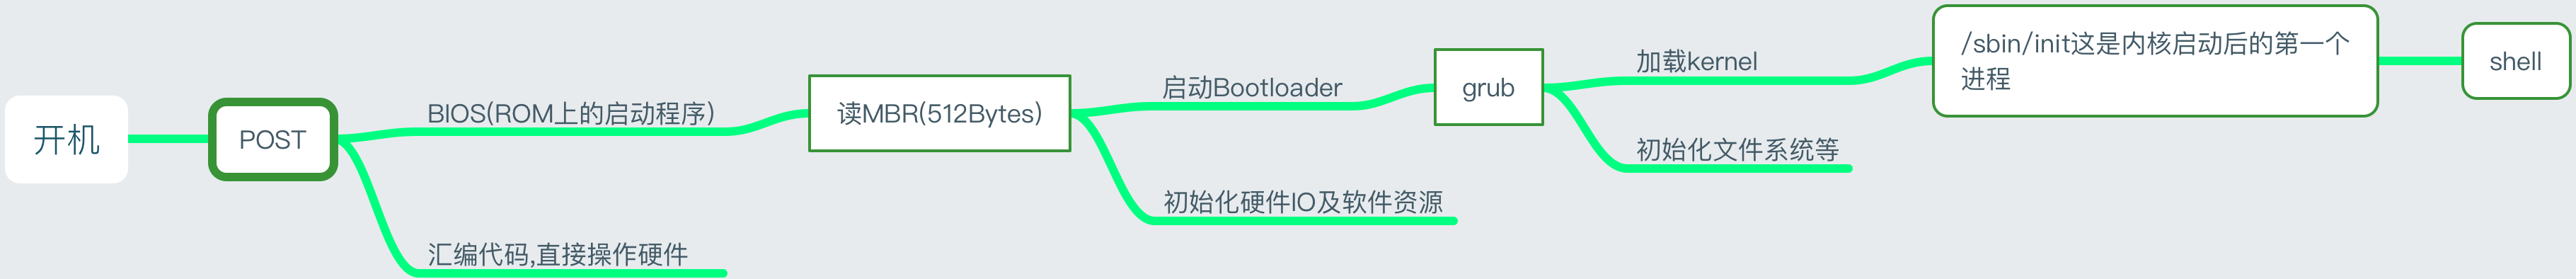 开机
POST
BIOS(ROM上的启动程序)
汇编代码,直接操作硬件
读MBR(512Bytes)
启动Bootloader
初始化硬件IO及软件资源
grub
加载kernel
初始化文件系统等
/sbin/init这是内核启动后的第一个
进程
shell